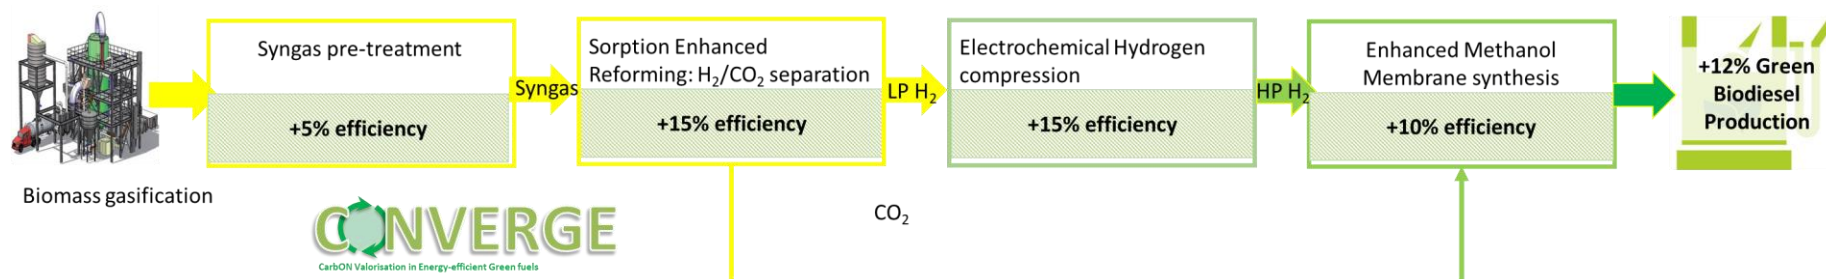 Biomass gasification
Syngas pre-treatment
+5% efficiency
Syngas
Sorption Enhanced
Reforming: H₂/CO₂ separation
+15% efficiency
LP H₂
Electrochemical Hydrogen
compression
+15% efficiency
HP H₂
Enhanced Methanol
Membrane synthesis
+10% efficiency
+12% Green
Biodiesel
Production
CO₂
CONVERGE
CarbON Valorisation in Energy-efficient Green fuels